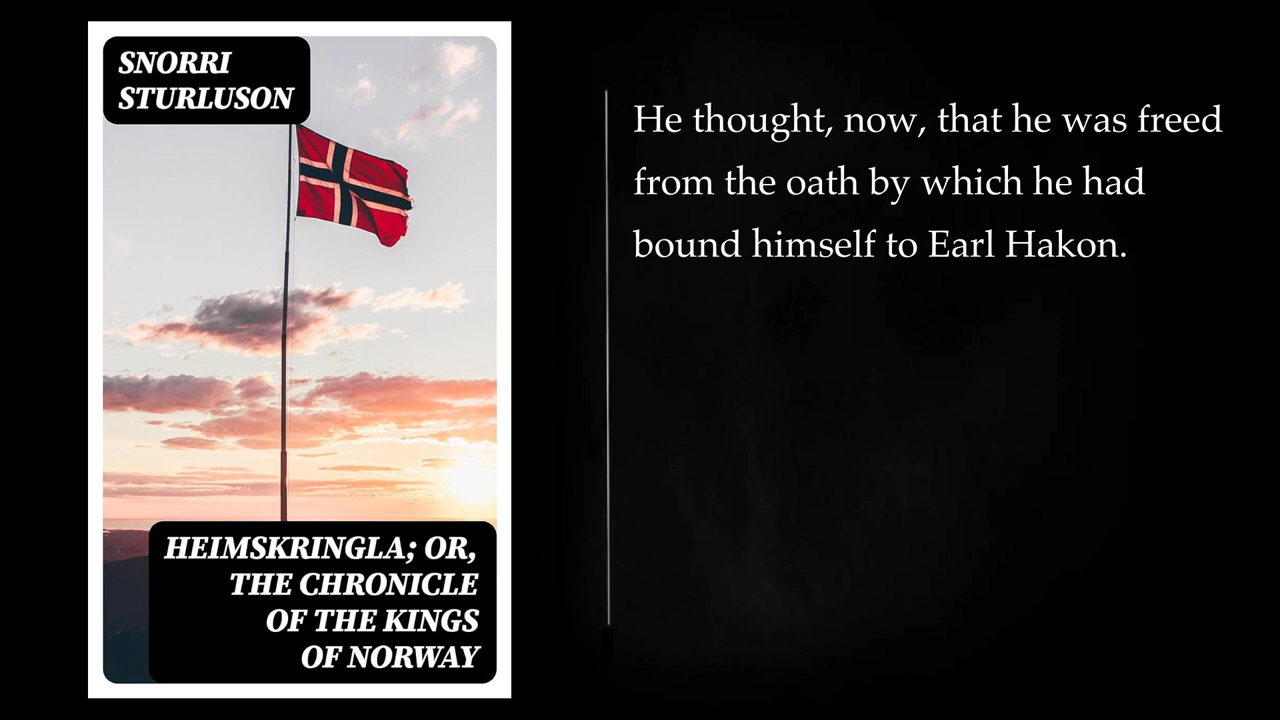 SNORRI
STURLUSON
HEIMSKRINGLA; OR,
THE CHRONICLE
OF THE KINGS
OF NORWAY
He thought, now, that he was freed
from the oath by which he had
bound himself to Earl Hakon.